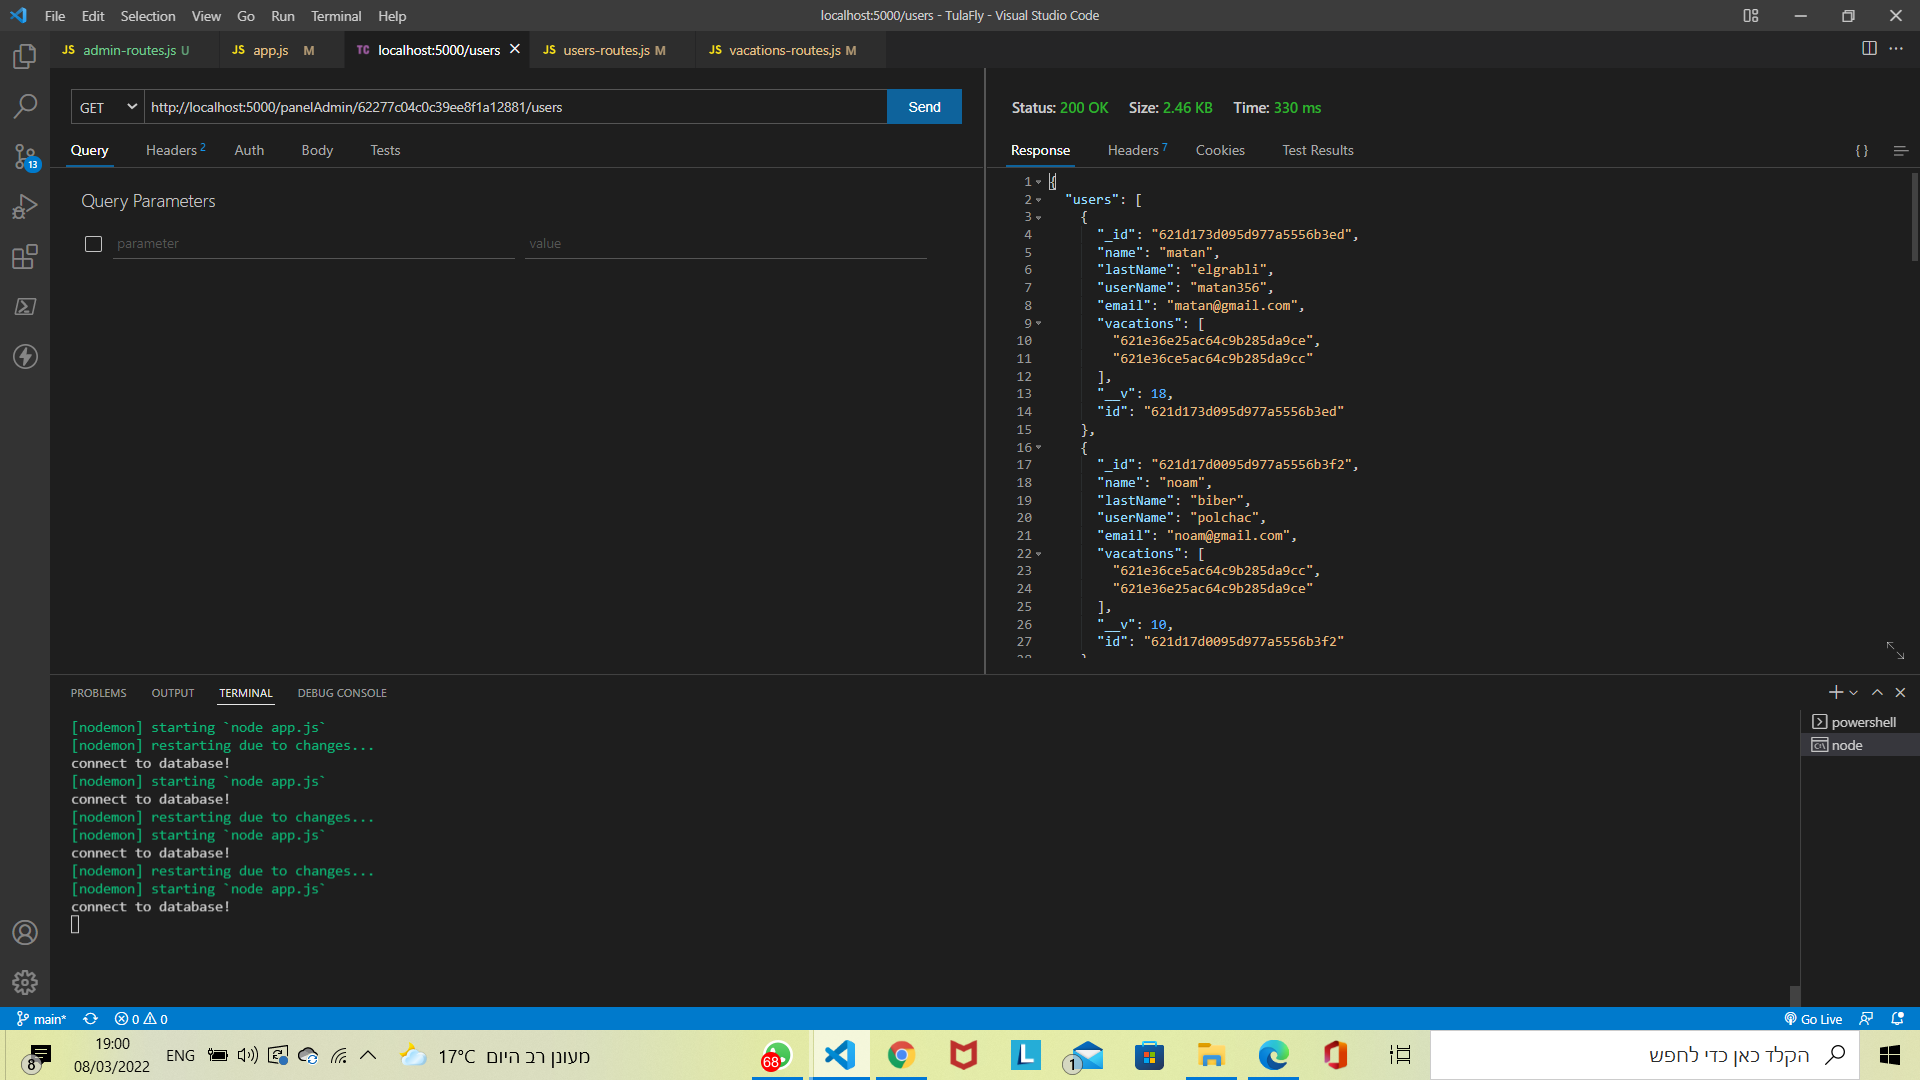 File Edit Selection View Go Run Terminal Help
localhost:5000/users - TulaFly - Visual Studio Code
JS admin-routes.js U
JS app.js M
TC localhost:5000/users
JS users-routes.js M
JS vacations-routes.js M
GET http://localhost:5000/panelAdmin/62277c04c0c39ee8f1a12881/users Send
Query Headers 2 Auth Body Tests
Query Parameters
parameter value
Status: 200 OK Size: 2.46 KB Time: 330 ms
Response Headers 7 Cookies Test Results { }
1 {
2 "users": [
3 {
4 "_id": "621d173d095d977a5556b3ed",
5 "name": "matan",
6 "lastName": "elgrabli",
7 "userName": "matan356",
8 "email": "matan@gmail.com",
9 "vacations": [
10 "621e36e25ac64c9b285da9ce",
11 "621e36ce5ac64c9b285da9cc"
12 ],
13 "__v": 18,
14 "id": "621d173d095d977a5556b3ed"
15 },
16 {
17 "_id": "621d17d0095d977a5556b3f2",
18 "name": "noam",
19 "lastName": "biber",
20 "userName": "polchac",
21 "email": "noam@gmail.com",
22 "vacations": [
23 "621e36ce5ac64c9b285da9cc",
24 "621e36e25ac64c9b285da9ce"
25 ],
26 "__v": 10,
27 "id": "621d17d0095d977a5556b3f2"
28 }
13
PROBLEMS OUTPUT TERMINAL DEBUG CONSOLE
[nodemon] starting `node app.js`
[nodemon] restarting due to changes...
connect to database!
[nodemon] starting `node app.js`
connect to database!
[nodemon] restarting due to changes...
[nodemon] starting `node app.js`
connect to database!
[nodemon] restarting due to changes...
[nodemon] starting `node app.js`
connect to database!
powershell
node
main* 0 0 Go Live
8
19:00
08/03/2022
ENG
17°C מעונן רב היום
68
1
הקלד כאן כדי לחפש